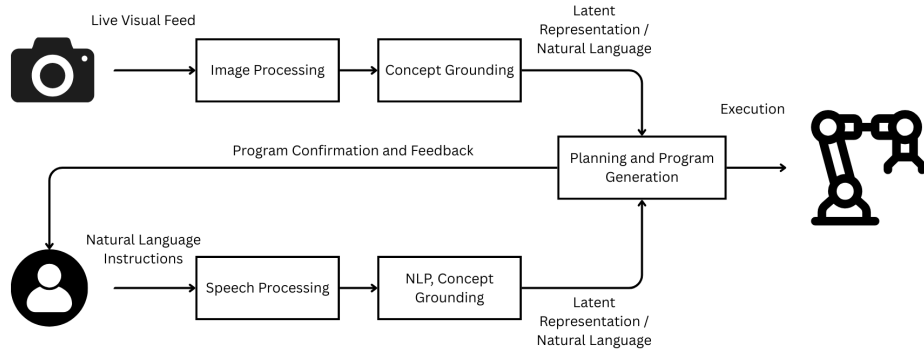 Live Visual Feed
Image Processing
Concept Grounding
Latent
Representation /
Natural Language
Execution
Program Confirmation and Feedback
Planning and Program
Generation
Natural Language
Instructions
Speech Processing
NLP, Concept
Grounding
Latent
Representation /
Natural Language